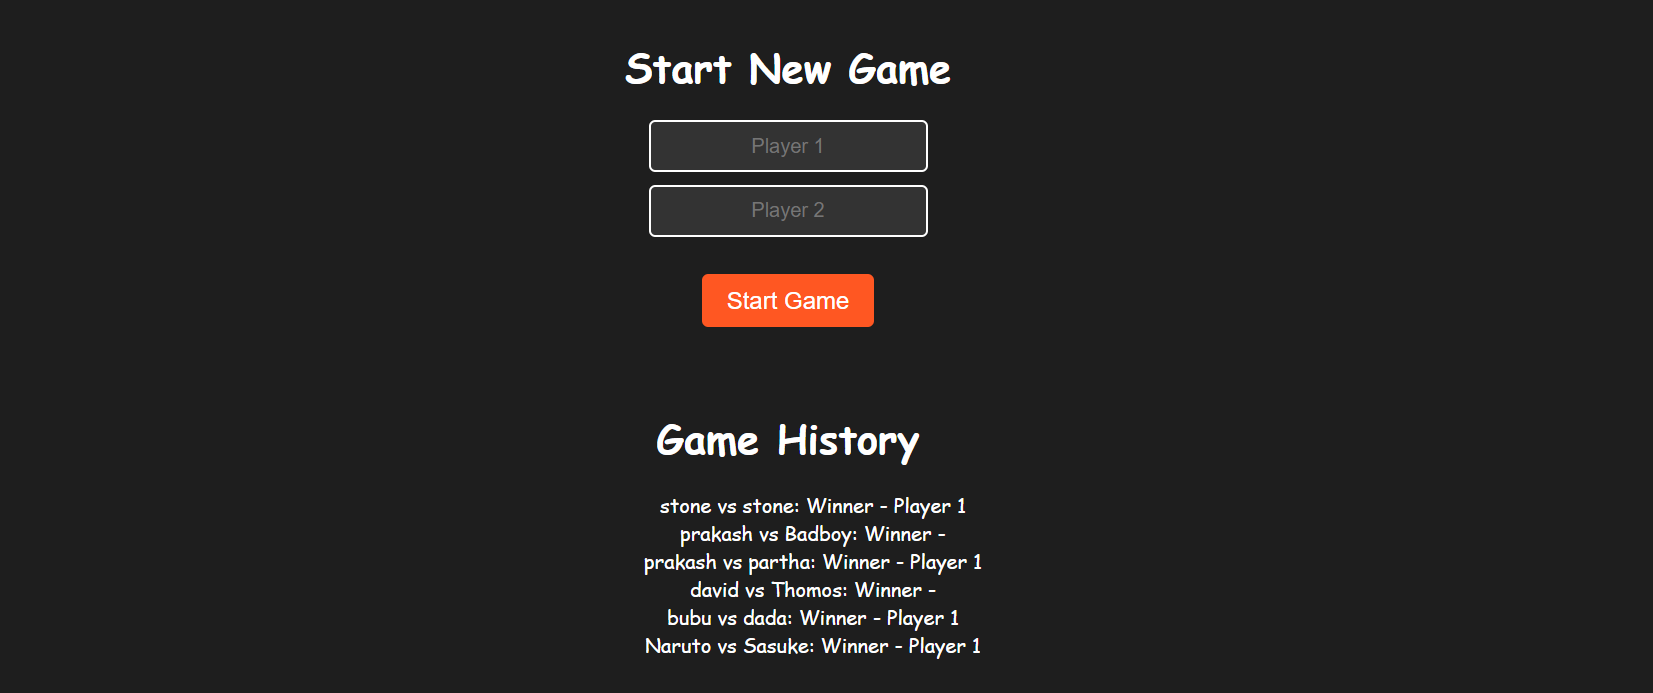 Start New Game
Player 1
Player 2
Start Game
Game History
stone vs stone: Winner - Player 1
prakash vs Badboy: Winner -
prakash vs partha: Winner - Player 1
david vs Thomos: Winner -
bubu vs dada: Winner - Player 1
Naruto vs Sasuke: Winner - Player 1